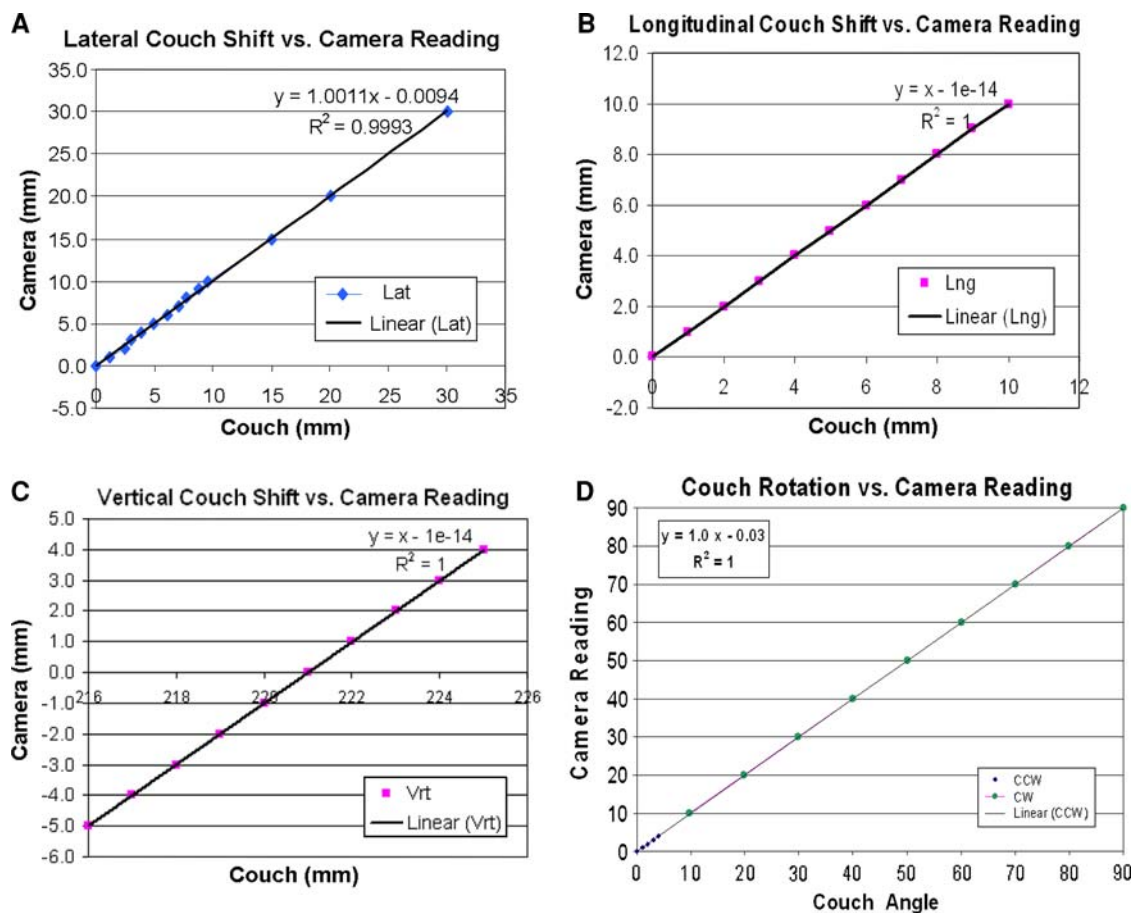 A
Lateral Couch Shift vs. Camera Reading
35.0
30.0
25.0
20.0
15.0
10.0
5.0
0.0
-5.0
y = 1.0011x - 0.0094
R² = 0.9993
Lat
Linear (Lat)
0 5 10 15 20 25 30 35
Camera (mm)
Couch (mm)
B
Longitudinal Couch Shift vs. Camera Reading
12.0
10.0
8.0
6.0
4.0
2.0
0.0
-2.0
y = x - 1e-14
R² = 1
Lng
Linear (Lng)
0 2 4 6 8 10 12
Camera (mm)
Couch (mm)
C
Vertical Couch Shift vs. Camera Reading
5.0
4.0
3.0
2.0
1.0
0.0
-1.0
-2.0
-3.0
-4.0
-5.0
-6.0
y = x - 1e-14
R² = 1
216 218 220 222 224 226
Vrt
Linear (Vrt)
Camera (mm)
Couch (mm)
D
Couch Rotation vs. Camera Reading
90
80
70
60
50
40
30
20
10
0
y = 1.0 x - 0.03
R² = 1
CCW
CW
Linear (CCW)
0 10 20 30 40 50 60 70 80 90
Camera Reading
Couch Angle